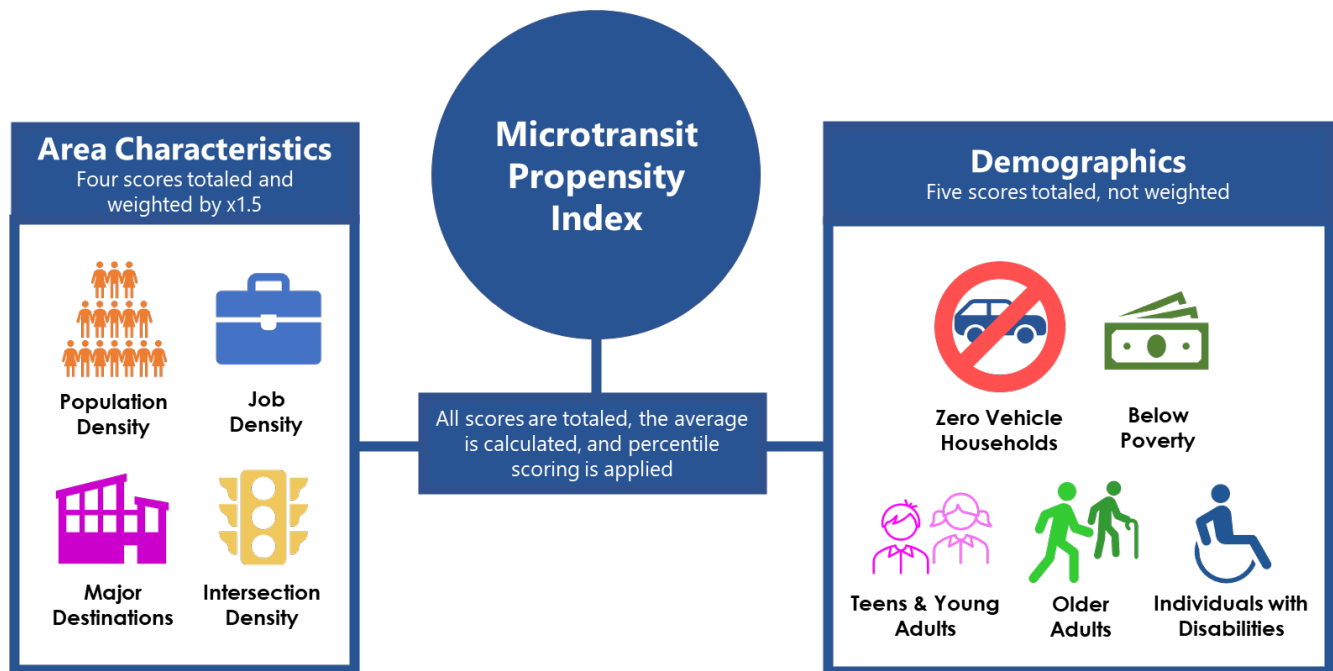 Microtransit
Propensity
Index
Area Characteristics
Four scores totaled and
weighted by x1.5
Population
Density
Job
Density
Major
Destinations
Intersection
Density
All scores are totaled, the average
is calculated, and percentile
scoring is applied
Demographics
Five scores totaled, not weighted
Zero Vehicle
Households
Below
Poverty
Teens & Young
Adults
Older
Adults
Individuals with
Disabilities